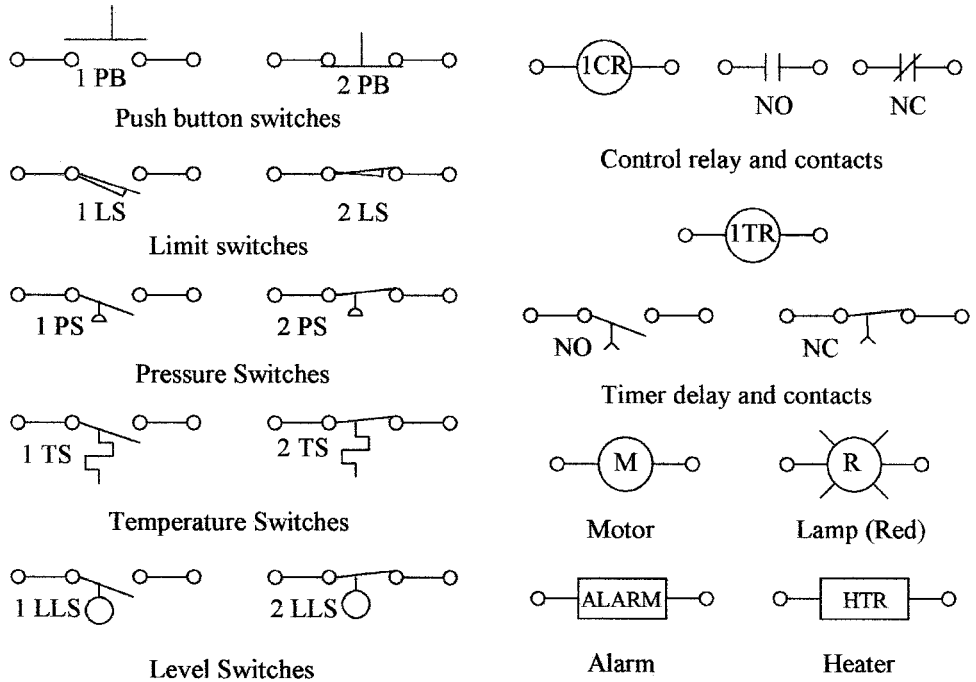 1 PB
2 PB
Push button switches
1 LS
2 LS
Limit switches
1 PS
2 PS
Pressure Switches
1 TS
2 TS
Temperature Switches
1 LLS
2 LLS
Level Switches
1CR
NO
NC
Control relay and contacts
1TR
NO
NC
Timer delay and contacts
M
R
Motor
Lamp (Red)
ALARM
HTR
Alarm
Heater